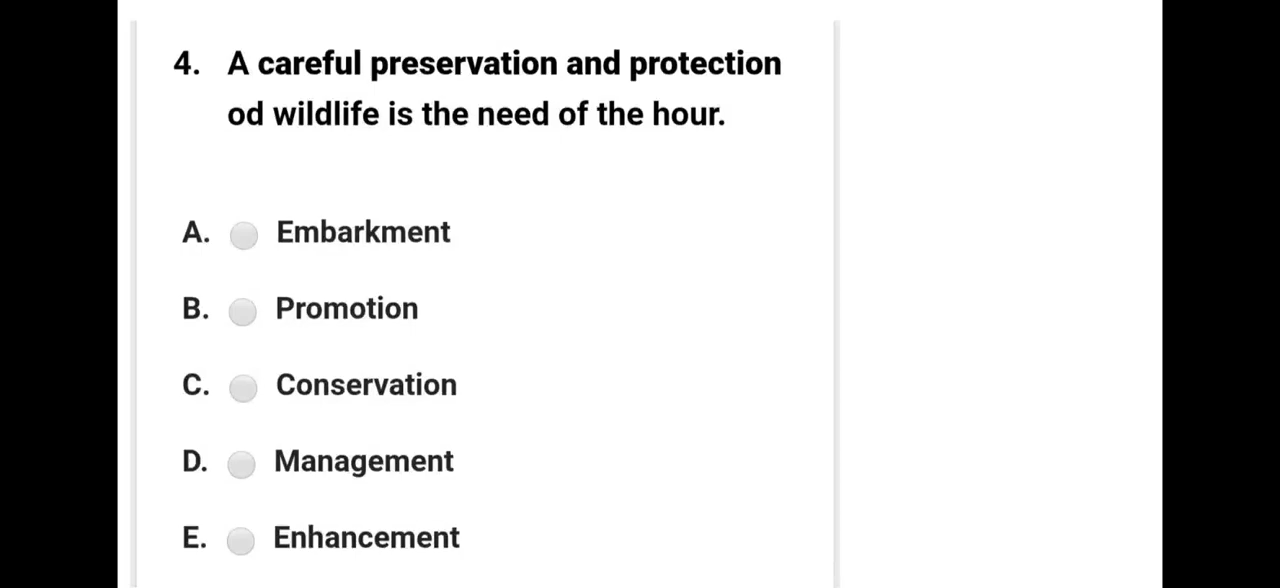 4. A careful preservation and protection
od wildlife is the need of the hour.
A. Embarkment
B. Promotion
C. Conservation
D. Management
E. Enhancement